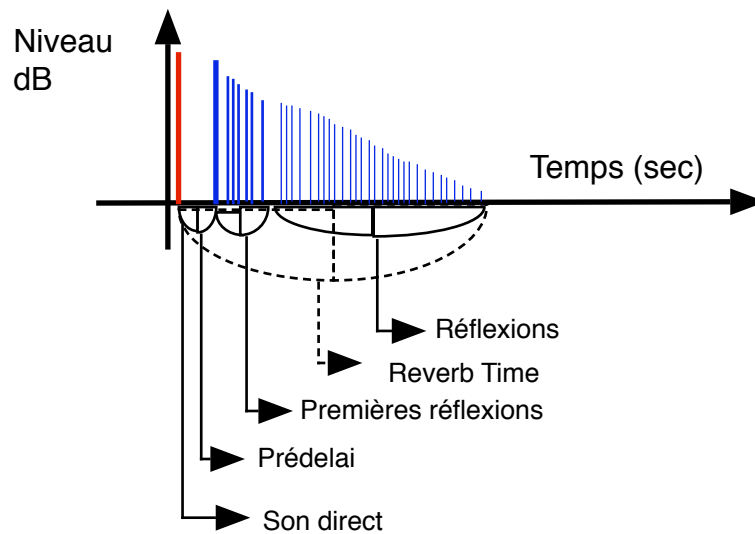 Niveau
dB
Temps (sec)
Réflexions
Reverb Time
Premières réflexions
Prédelai
Son direct